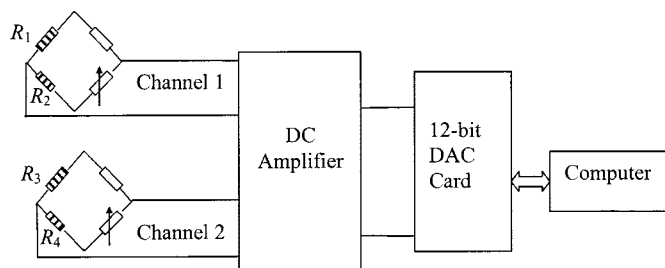 R1
R2
Channel 1
DC
Amplifier
12-bit
DAC
Card
Computer
R3
R4
Channel 2